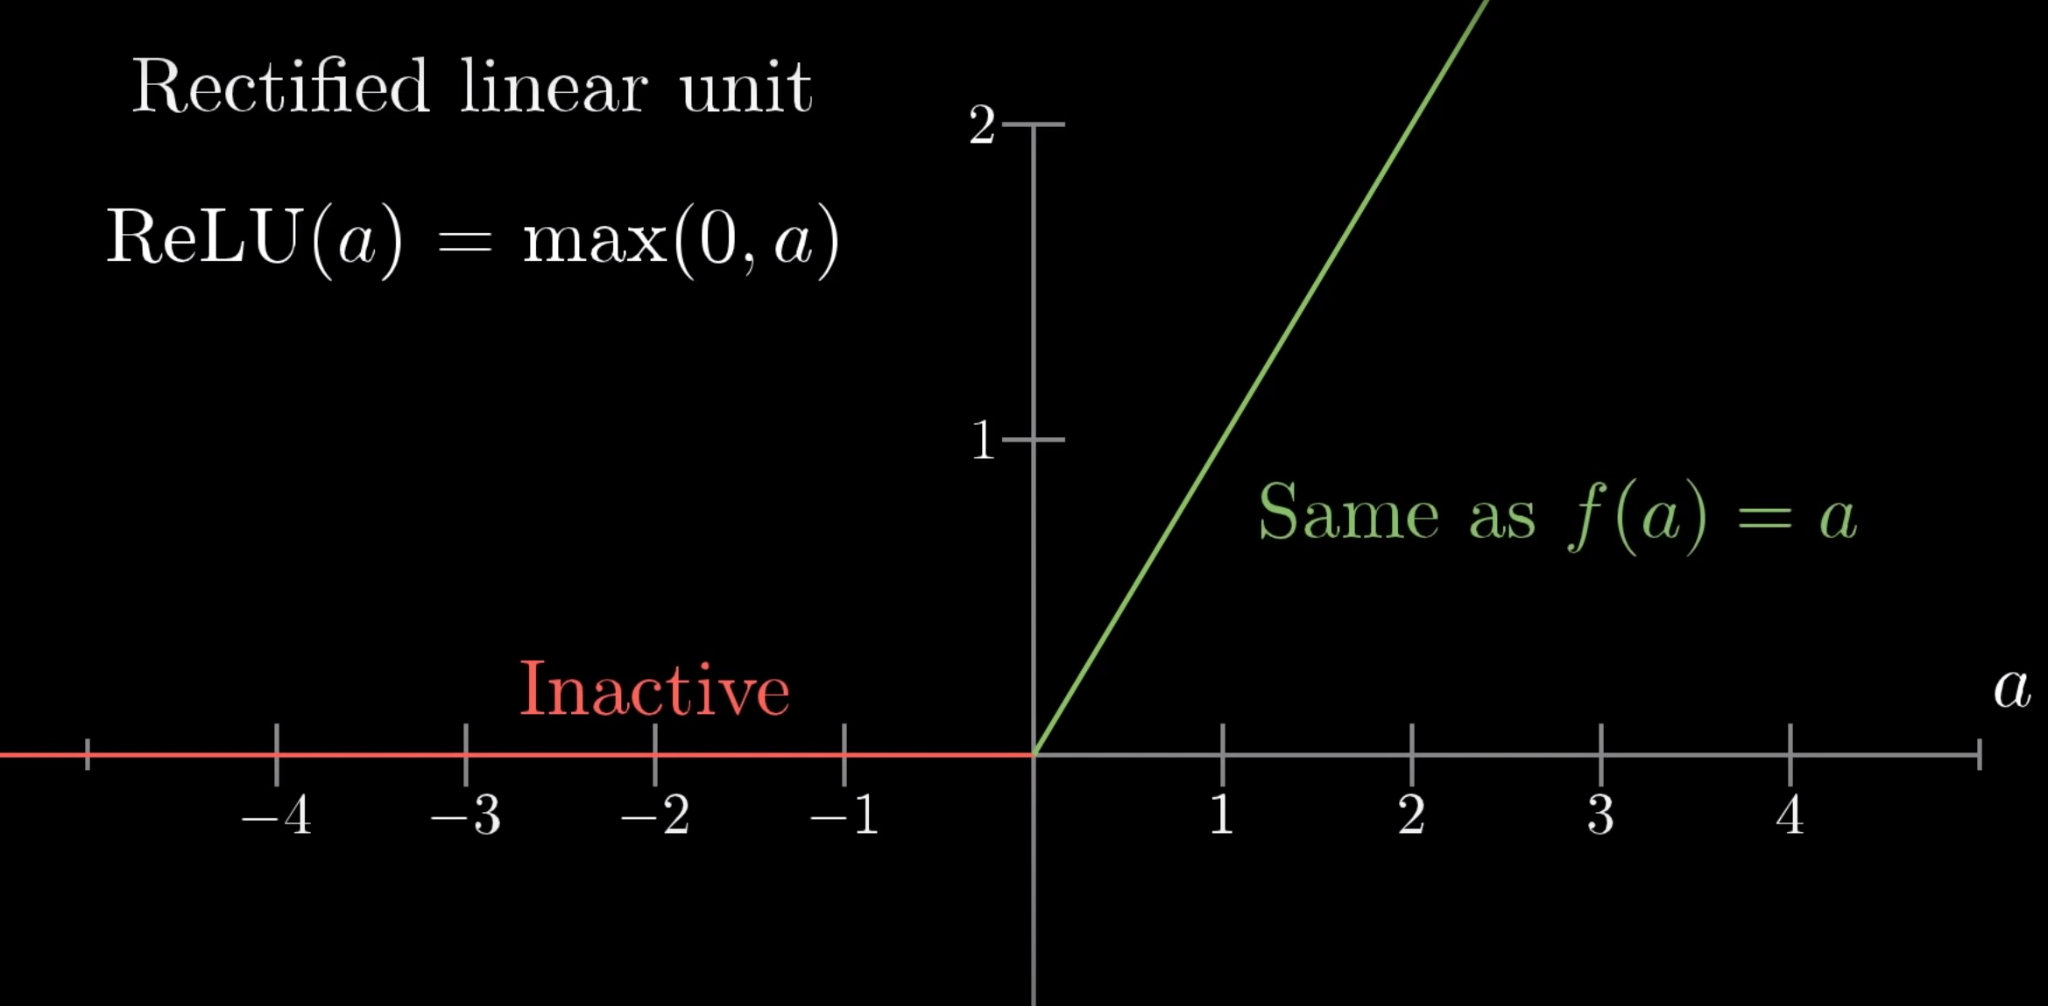 Rectified linear unit
ReLU(a) = max(0, a)
2
1
Same as f(a) = a
Inactive
a
−4 −3 −2 −1 1 2 3 4